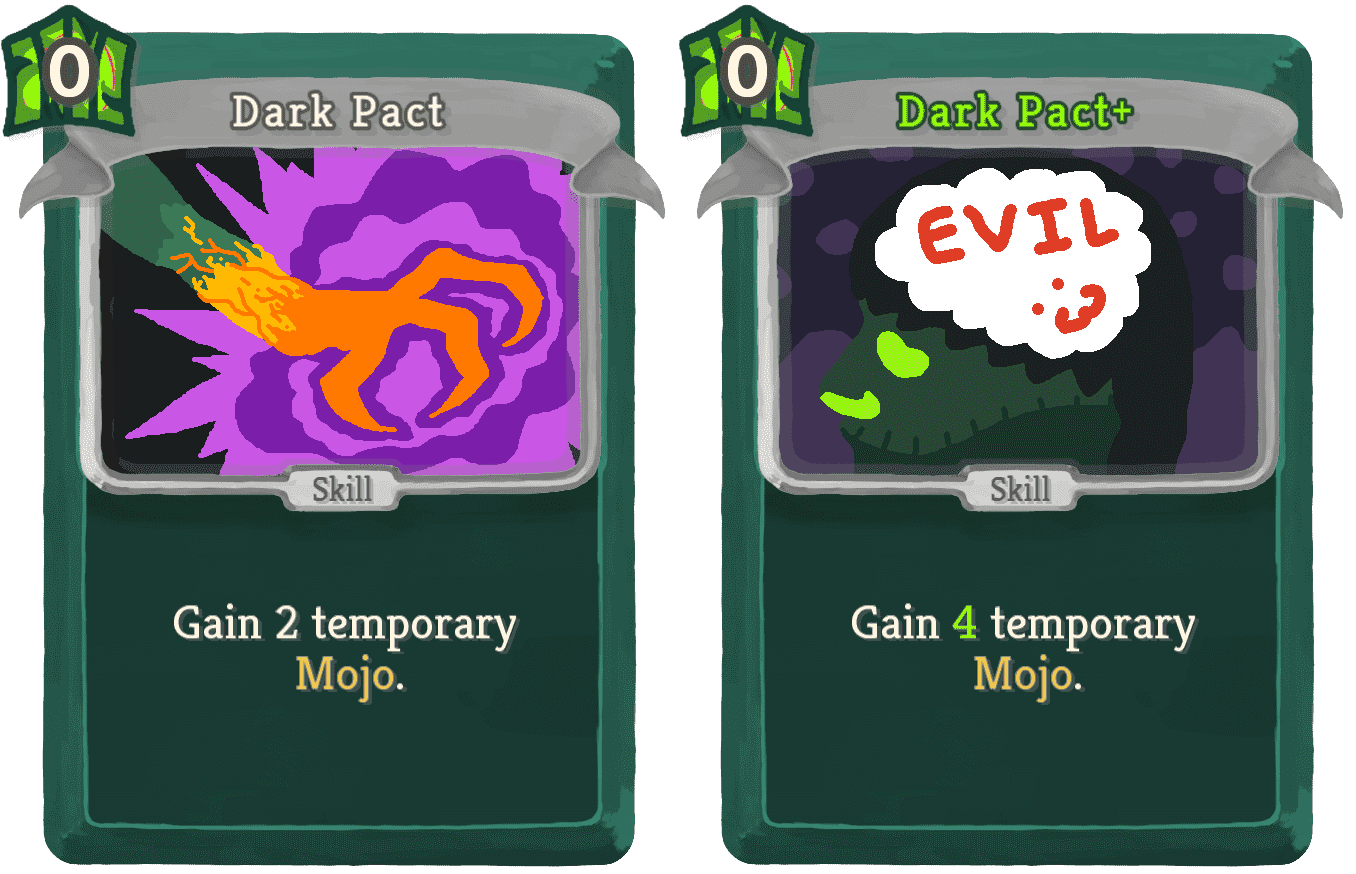 0
Dark Pact
Skill
Gain 2 temporary
Mojo.
0
Dark Pact+
EVIL
:)
Skill
Gain 4 temporary
Mojo.